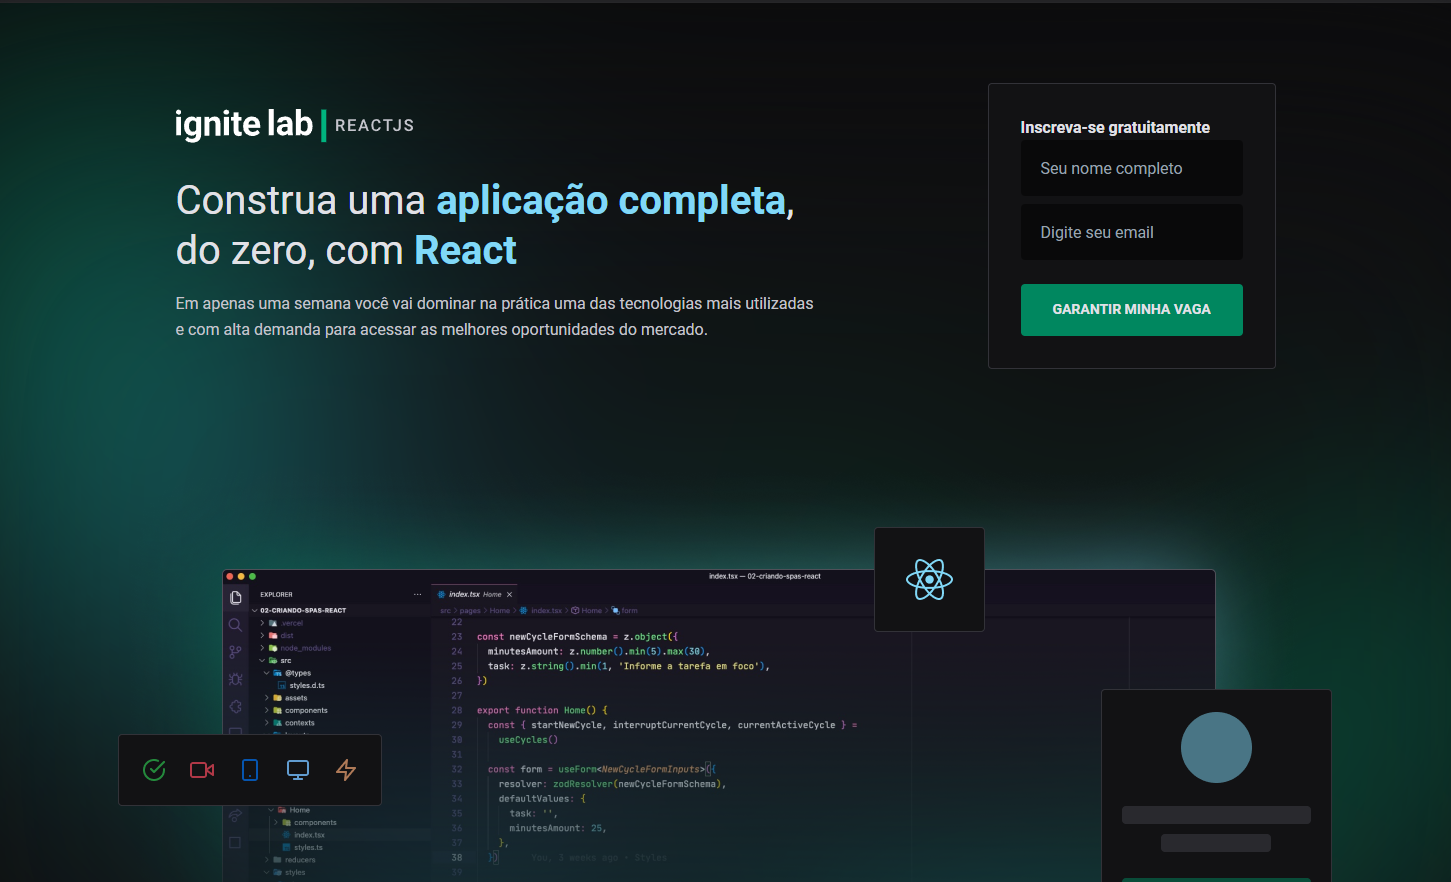 ignite lab | REACTJS
Construa uma aplicação completa,
do zero, com React
Em apenas uma semana você vai dominar na prática uma das tecnologias mais utilizadas
e com alta demanda para acessar as melhores oportunidades do mercado.
Inscreva-se gratuitamente
Seu nome completo
Digite seu email
GARANTIR MINHA VAGA
index.tsx — 02-criando-spas-react
EXPLORER
02-CRIANDO-SPAS-REACT
.vercel
dist
node_modules
src
@types
styles.d.ts
assets
components
contexts
Home
components
index.tsx
styles.ts
reducers
styles
index.tsx Home
src > pages > Home > index.tsx > Home > form
22
23 const newCycleFormSchema = z.object({
24 minutesAmount: z.number().min(5).max(30),
25 task: z.string().min(1, 'Informe a tarefa em foco'),
26 })
27
28 export function Home() {
29 const { startNewCycle, interruptCurrentCycle, currentActiveCycle } =
30 useCycles()
31
32 const form = useForm<NewCycleFormInputs>({
33 resolver: zodResolver(newCycleFormSchema),
34 defaultValues: {
35 task: '',
36 minutesAmount: 25,
37 },
38 }) You, 3 weeks ago • Styles
39